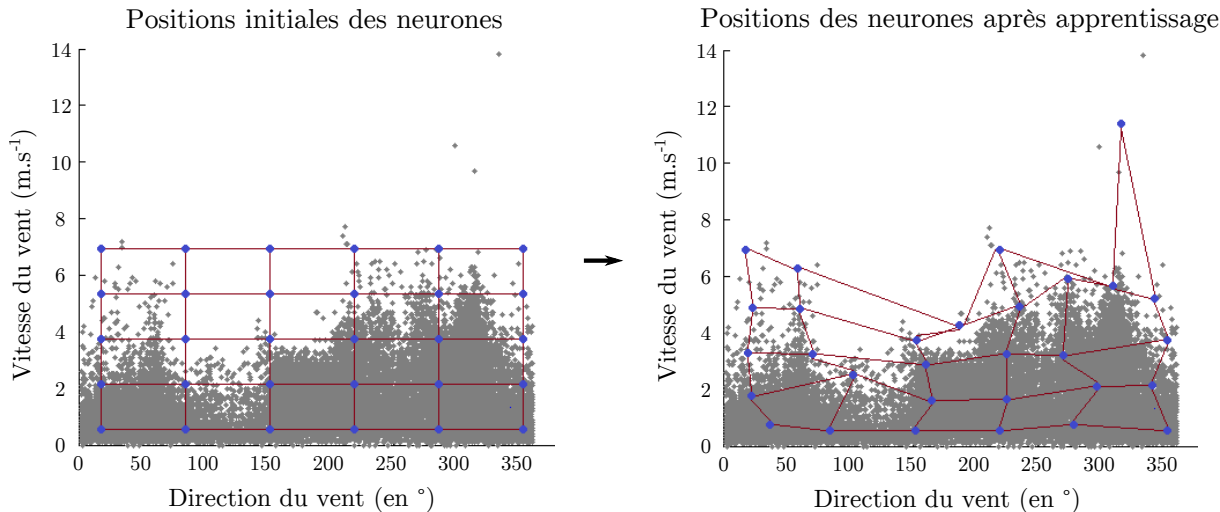 Positions initiales des neurones
Vitesse du vent (m.s⁻¹)
14
12
10
8
6
4
2
0
0 50 100 150 200 250 300 350
Direction du vent (en °)
Positions des neurones après apprentissage
Vitesse du vent (m.s⁻¹)
14
12
10
8
6
4
2
0
0 50 100 150 200 250 300 350
Direction du vent (en °)